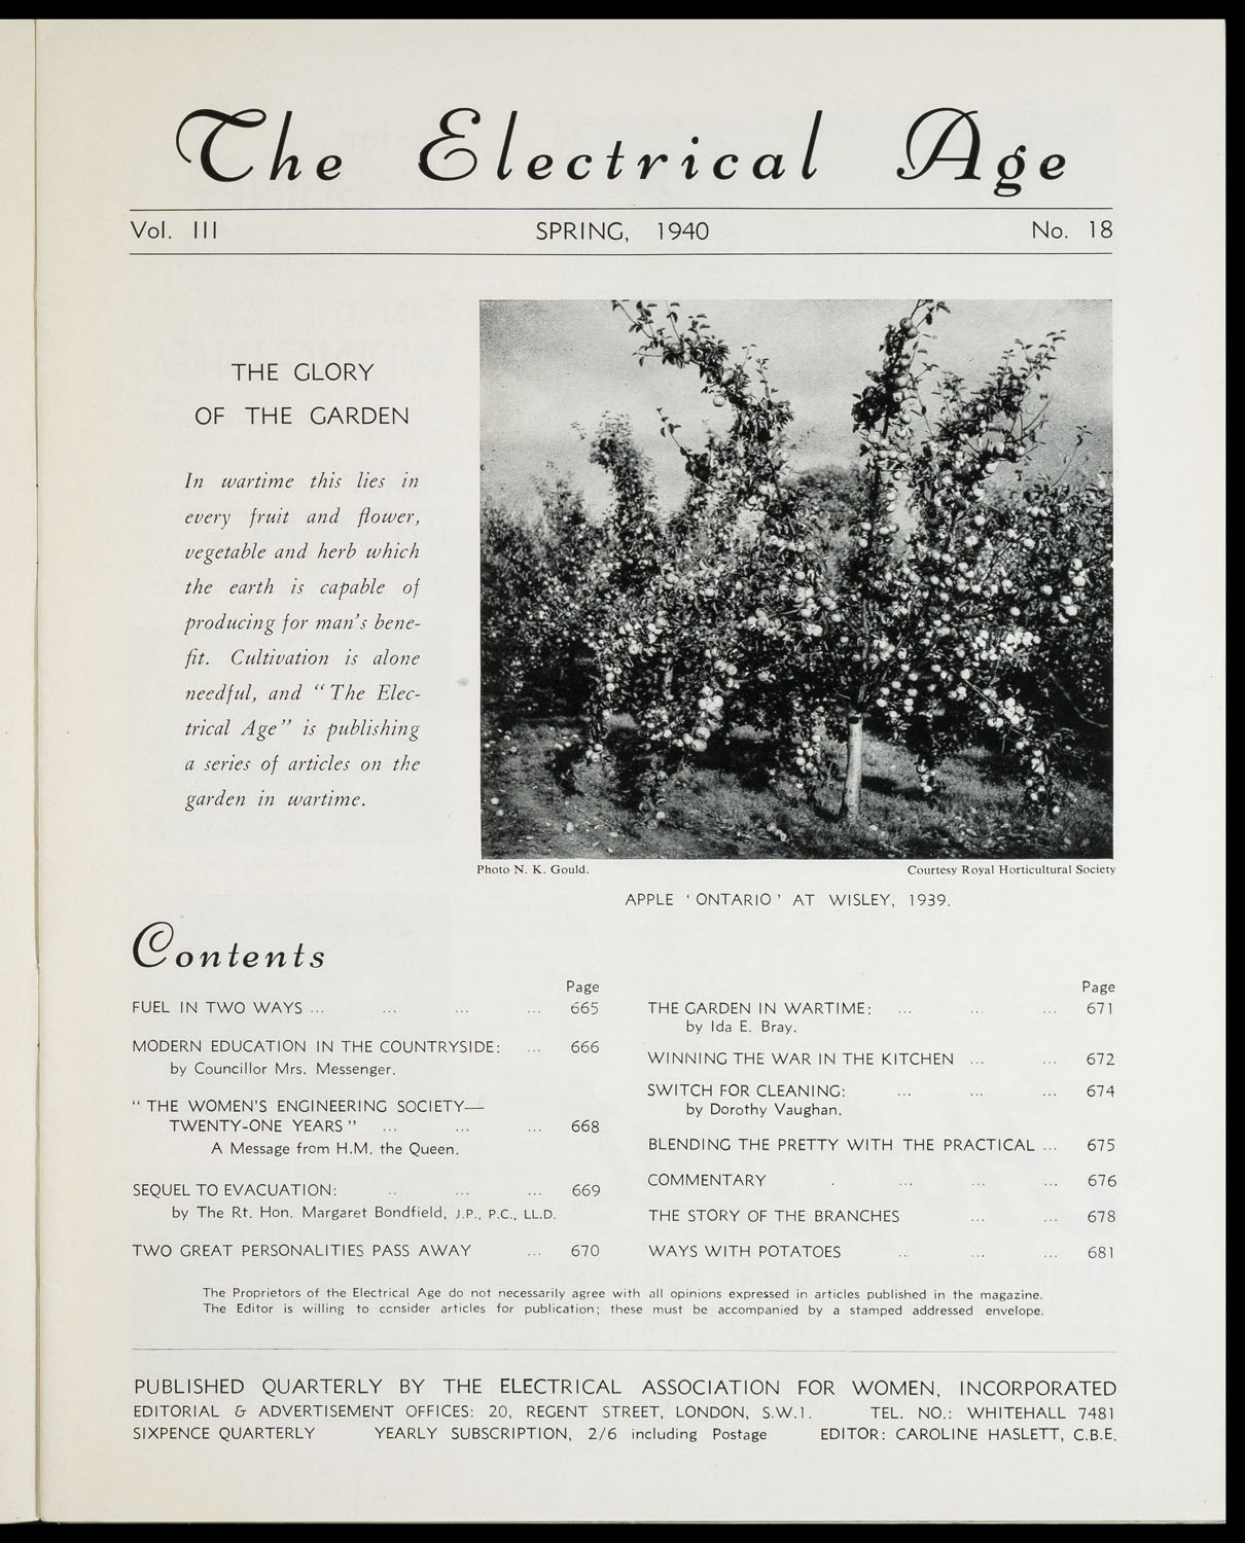 The Electrical Age
Vol. III SPRING, 1940 No. 18
THE GLORY
OF THE GARDEN
In wartime this lies in
every fruit and flower,
vegetable and herb which
the earth is capable of
producing for man's bene-
fit. Cultivation is alone
needful, and "The Elec-
trical Age" is publishing
a series of articles on the
garden in wartime.
Photo N. K. Gould. Courtesy Royal Horticultural Society
APPLE 'ONTARIO' AT WISLEY, 1939.
Contents
Page
FUEL IN TWO WAYS ... ... ... ... 665
MODERN EDUCATION IN THE COUNTRYSIDE: ... 666
by Councillor Mrs. Messenger.
"THE WOMEN'S ENGINEERING SOCIETY—
TWENTY-ONE YEARS" ... ... ... 668
A Message from H.M. the Queen.
SEQUEL TO EVACUATION: .. ... ... 669
by The Rt. Hon. Margaret Bondfield, J.P., P.C., LL.D.
TWO GREAT PERSONALITIES PASS AWAY ... 670
Page
THE GARDEN IN WARTIME: ... ... ... 671
by Ida E. Bray.
WINNING THE WAR IN THE KITCHEN ... ... 672
SWITCH FOR CLEANING: ... ... ... 674
by Dorothy Vaughan.
BLENDING THE PRETTY WITH THE PRACTICAL ... 675
COMMENTARY . ... ... ... 676
THE STORY OF THE BRANCHES ... ... 678
WAYS WITH POTATOES ... ... ... 681
The Proprietors of the Electrical Age do not necessarily agree with all opinions expressed in articles published in the magazine.
The Editor is willing to consider articles for publication; these must be accompanied by a stamped addressed envelope.
PUBLISHED QUARTERLY BY THE ELECTRICAL ASSOCIATION FOR WOMEN, INCORPORATED
EDITORIAL & ADVERTISEMENT OFFICES: 20, REGENT STREET, LONDON, S.W.1. TEL. NO.: WHITEHALL 7481
SIXPENCE QUARTERLY YEARLY SUBSCRIPTION, 2/6 including Postage EDITOR: CAROLINE HASLETT, C.B.E.